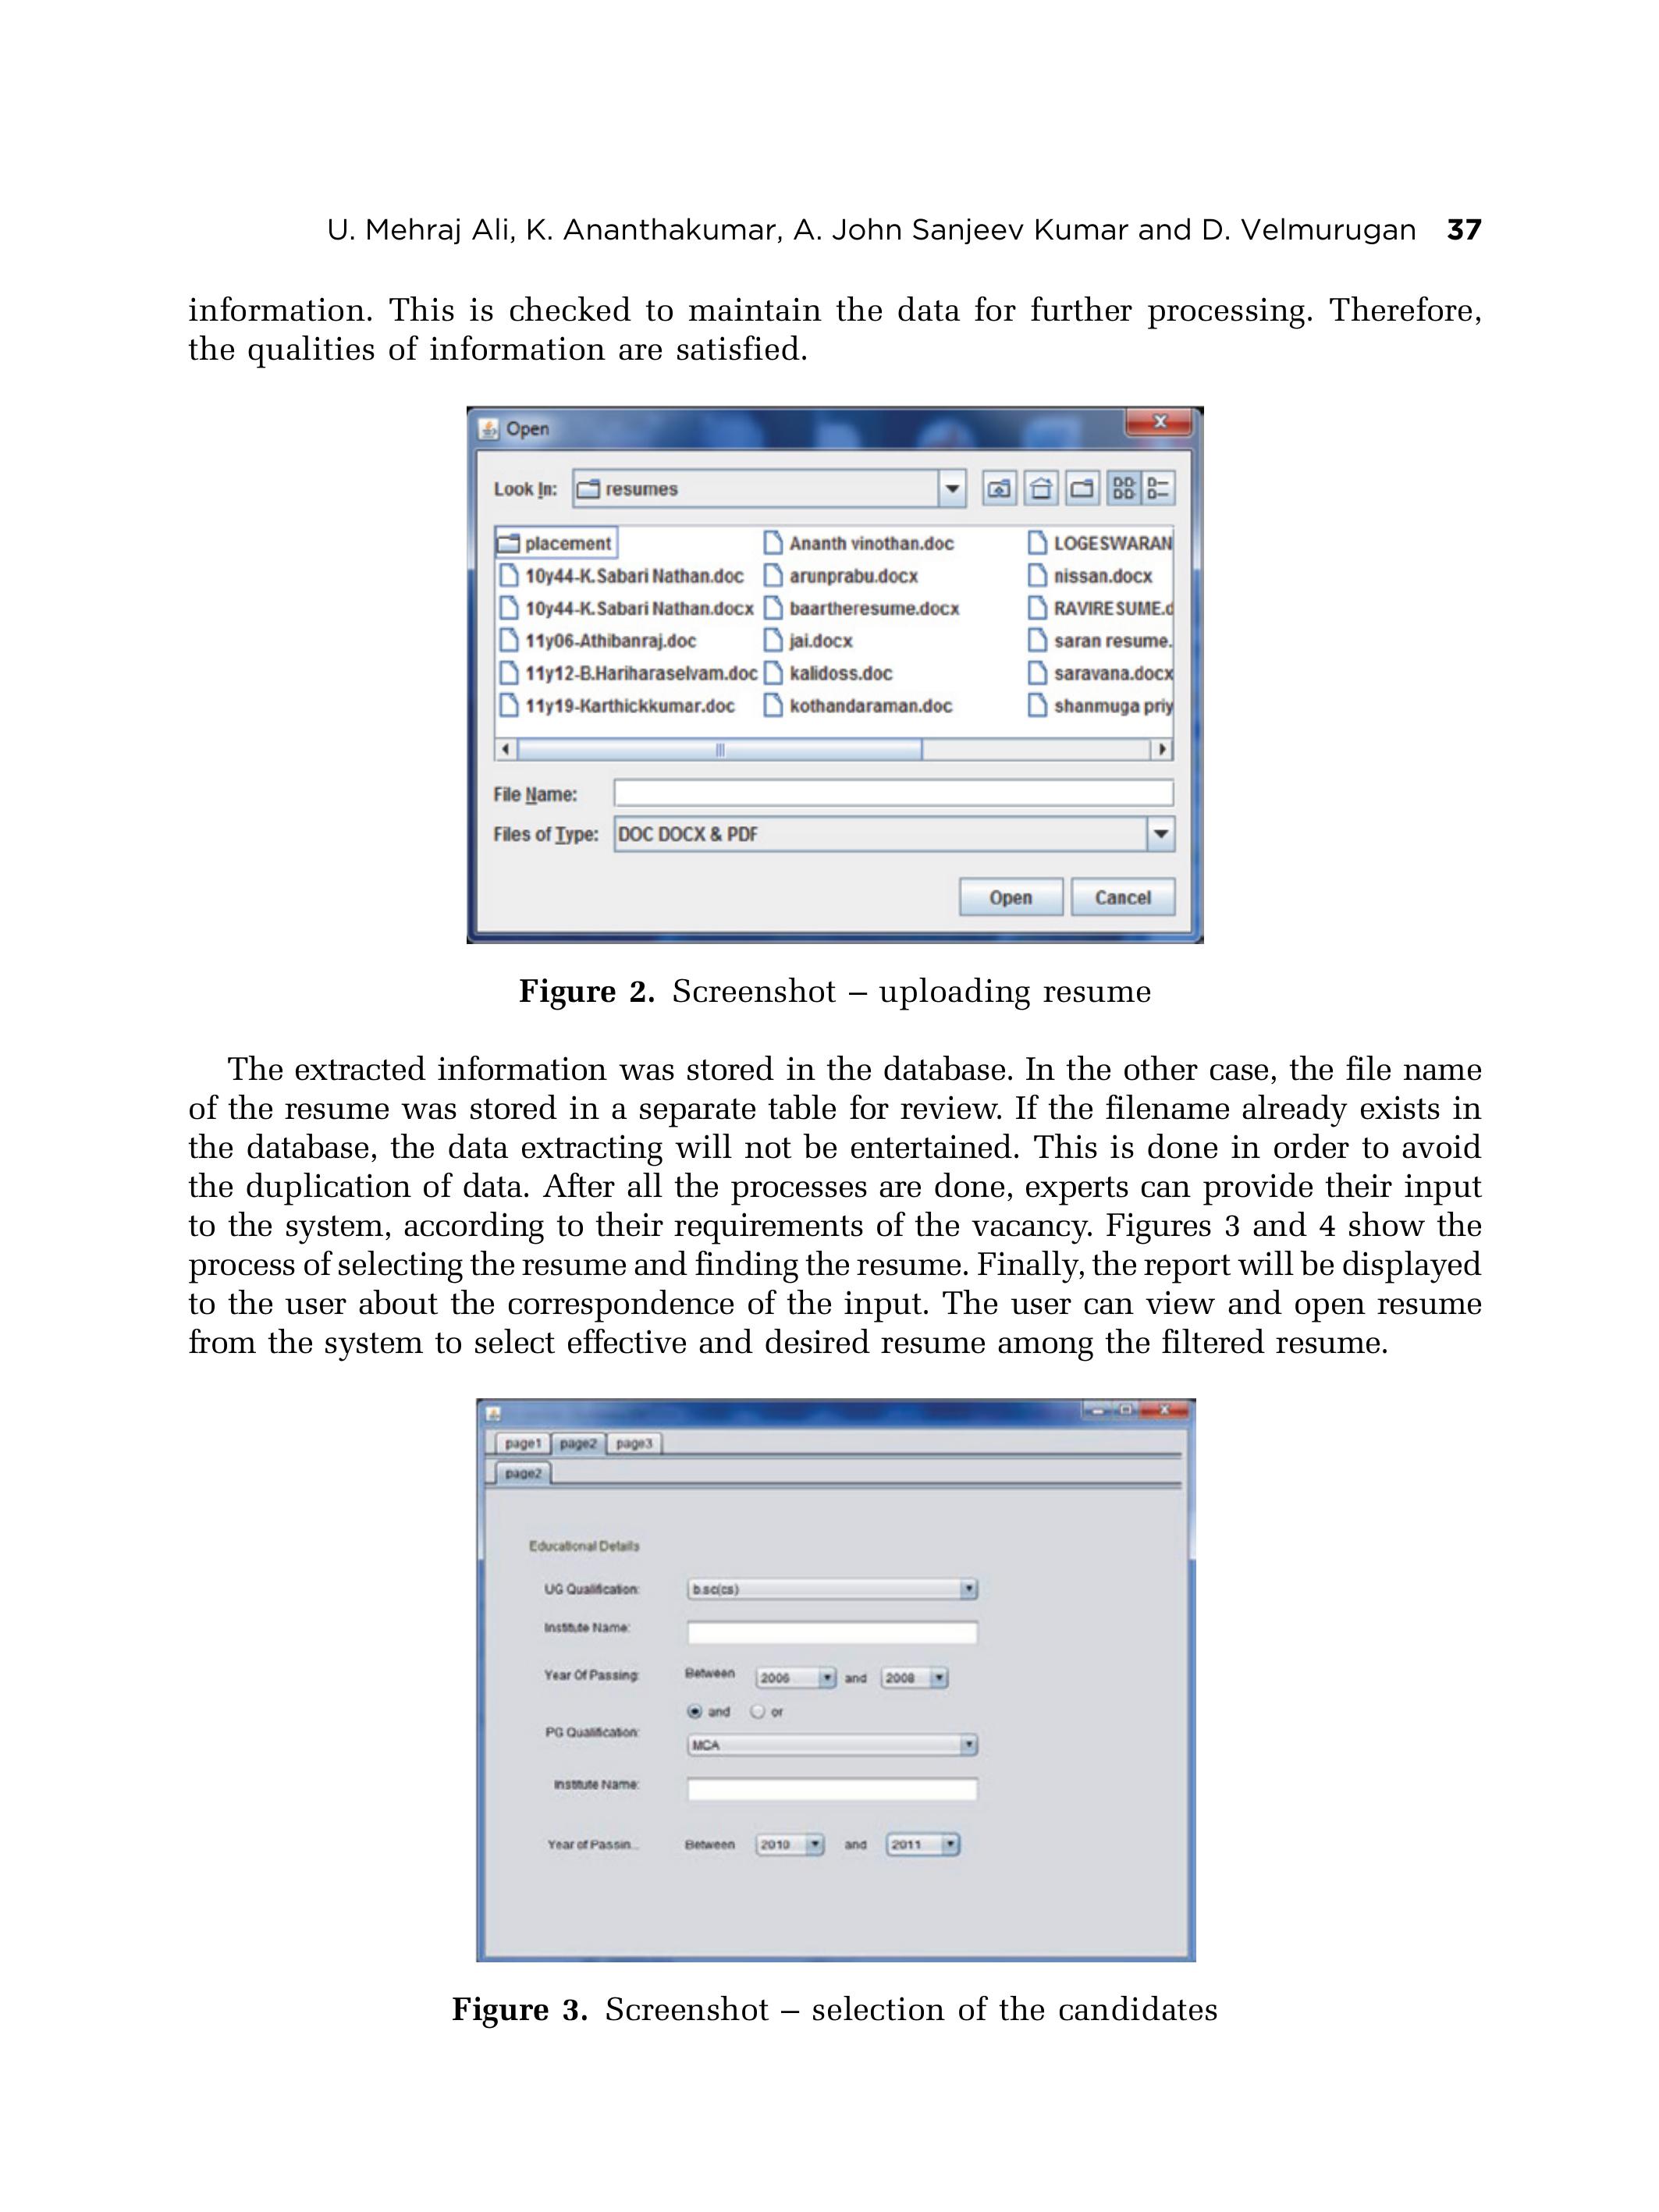 U. Mehraj Ali, K. Ananthakumar, A. John Sanjeev Kumar and D. Velmurugan 37
information. This is checked to maintain the data for further processing. Therefore,
the qualities of information are satisfied.
Open
Look In: resumes
placement Ananth vinothan.doc LOGESWARAN
10y44-K.Sabari Nathan.doc arunprabu.docx nissan.docx
10y44-K.Sabari Nathan.docx baartheresume.docx RAVIRESUME.d
11y06-Athibanraj.doc jai.docx saran resume.
11y12-B.Hariharaselvam.doc kalidoss.doc saravana.docx
11y19-Karthickkumar.doc kothandaraman.doc shanmuga priy
File Name:
Files of Type: DOC DOCX & PDF
Open Cancel
Figure 2. Screenshot – uploading resume
The extracted information was stored in the database. In the other case, the file name
of the resume was stored in a separate table for review. If the filename already exists in
the database, the data extracting will not be entertained. This is done in order to avoid
the duplication of data. After all the processes are done, experts can provide their input
to the system, according to their requirements of the vacancy. Figures 3 and 4 show the
process of selecting the resume and finding the resume. Finally, the report will be displayed
to the user about the correspondence of the input. The user can view and open resume
from the system to select effective and desired resume among the filtered resume.
page1 page2 page3
page2
Educational Details
UG Qualification: b.sc(cs)
Institute Name:
Year Of Passing: Between 2006 and 2008
and or
PG Qualification: MCA
Institute Name:
Year of Passin... Between 2010 and 2011
Figure 3. Screenshot – selection of the candidates